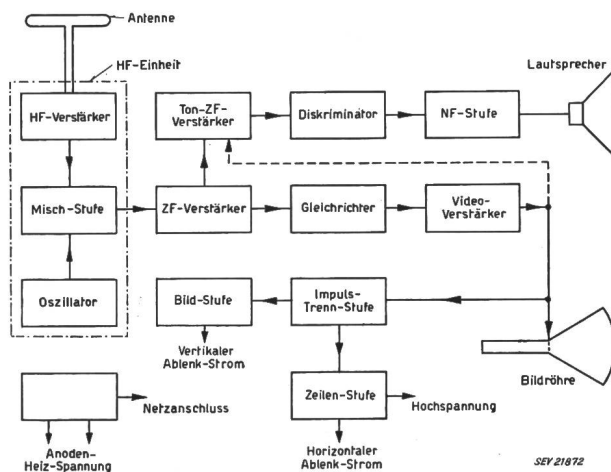 Antenne
HF-Einheit
Lautsprecher
HF-Verstärker
Ton-ZF-
Verstärker
Diskriminator
NF-Stufe
Misch-Stufe
ZF-Verstärker
Gleichrichter
Video-
Verstärker
Oszillator
Bild-Stufe
Impuls-
Trenn-Stufe
Vertikaler
Ablenk-Strom
Bildröhre
Netzanschluss
Zeilen-Stufe
Hochspannung
Anoden-
Heiz-Spannung
Horizontaler
Ablenk-Strom
SEV 21872